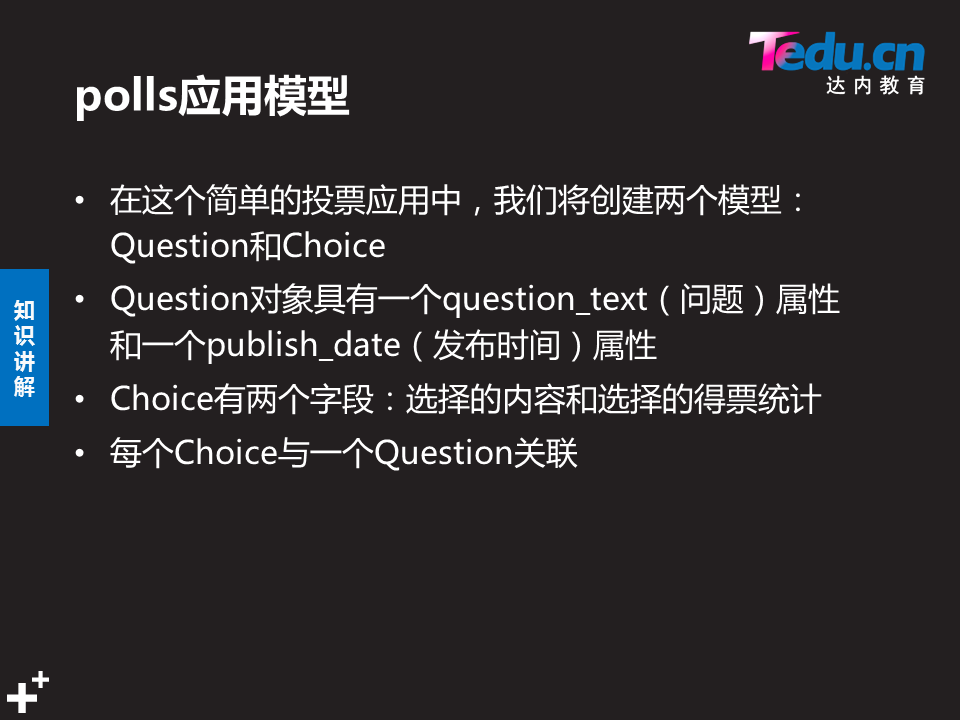 Tedu.cn
达内教育
polls应用模型
• 在这个简单的投票应用中，我们将创建两个模型：
Question和Choice
• Question对象具有一个question_text（问题）属性
和一个publish_date（发布时间）属性
• Choice有两个字段：选择的内容和选择的得票统计
• 每个Choice与一个Question关联
知
识
讲
解